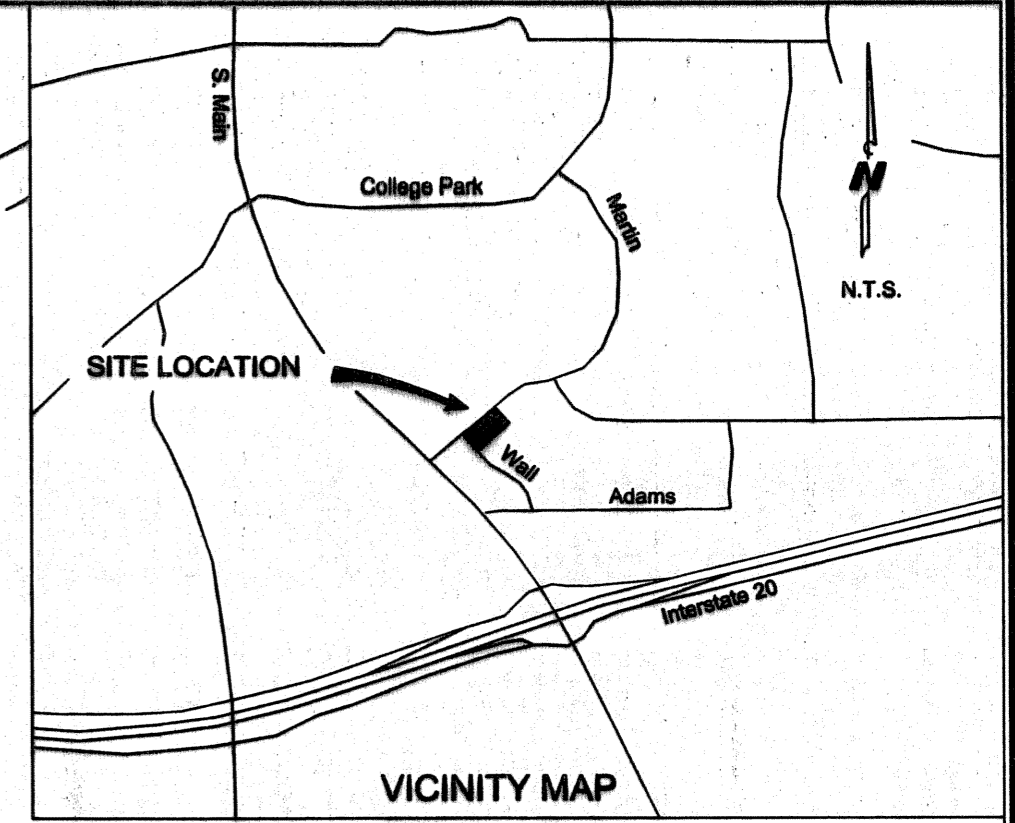 S. Main
College Park
Martin
N
N.T.S.
SITE LOCATION
Wall
Adams
Interstate 20
VICINITY MAP